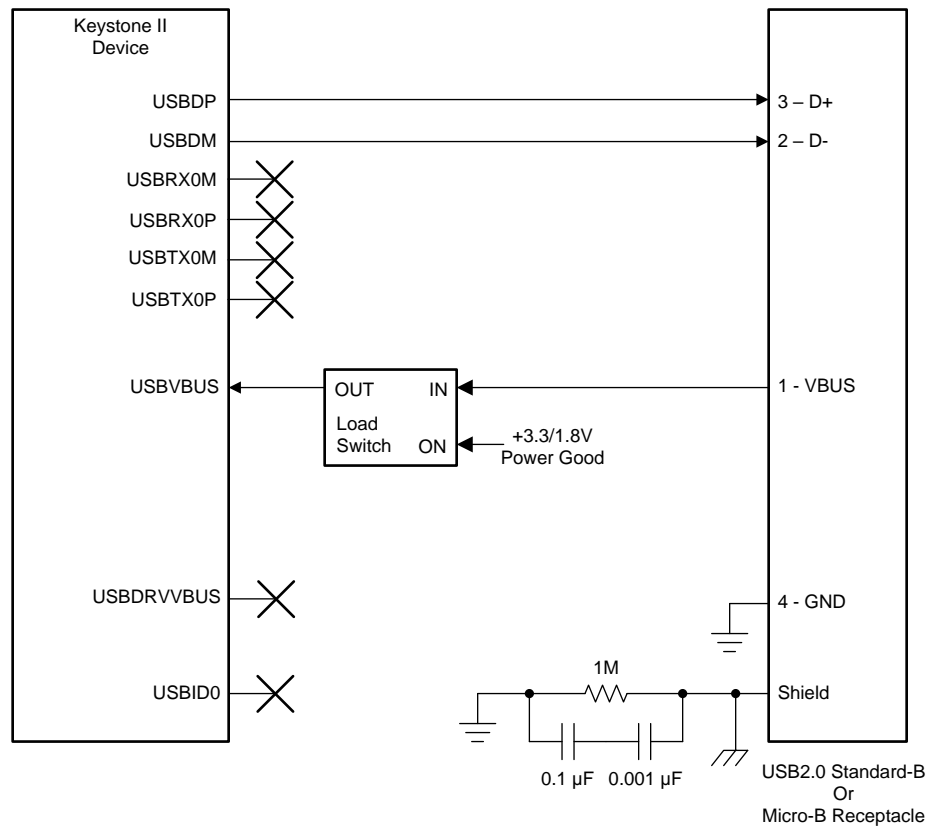 Keystone II
Device
USBDP
3 – D+
USBDM
2 – D-
USBRX0M
USBRX0P
USBTX0M
USBTX0P
USBVBUS
OUT
IN
1 - VBUS
Load
Switch
ON
+3.3/1.8V
Power Good
USBDRVVBUS
4 - GND
1M
USBID0
Shield
0.1 µF
0.001 µF
USB2.0 Standard-B
Or
Micro-B Receptacle